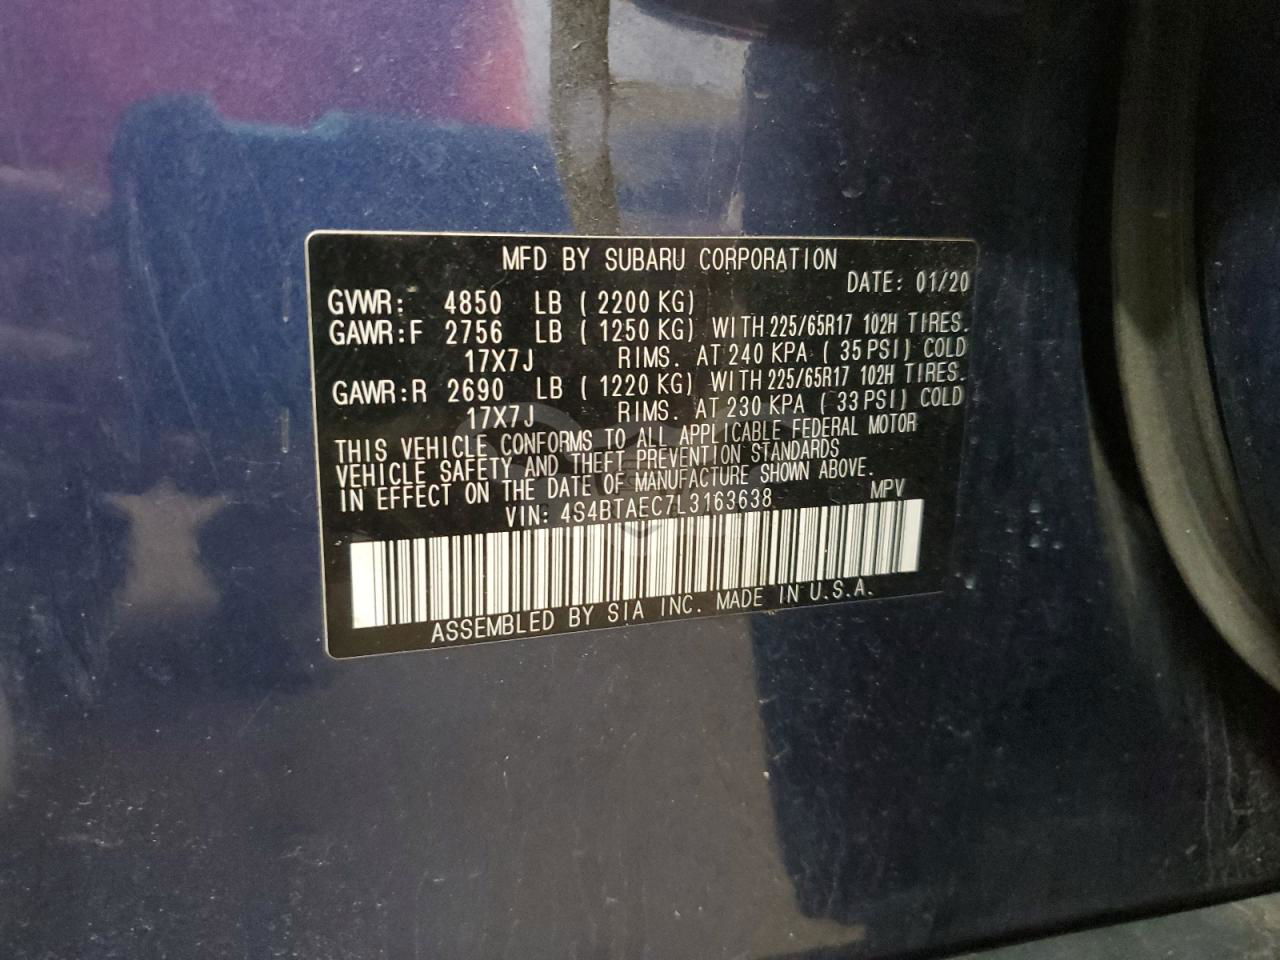 MFD BY SUBARU CORPORATION
DATE: 01/20
GVWR: 4850 LB (2200 KG)
GAWR:F 2756 LB (1250 KG) WITH 225/65R17 102H TIRES.
17X7J RIMS. AT 240 KPA (35 PSI) COLD
GAWR:R 2690 LB (1220 KG) WITH 225/65R17 102H TIRES.
17X7J RIMS. AT 230 KPA (33 PSI) COLD
THIS VEHICLE CONFORMS TO ALL APPLICABLE FEDERAL MOTOR
VEHICLE SAFETY AND THEFT PREVENTION STANDARDS
IN EFFECT ON THE DATE OF MANUFACTURE SHOWN ABOVE.
VIN: 4S4BTAEC7L3163638 MPV
ASSEMBLED BY SIA INC. MADE IN U.S.A.